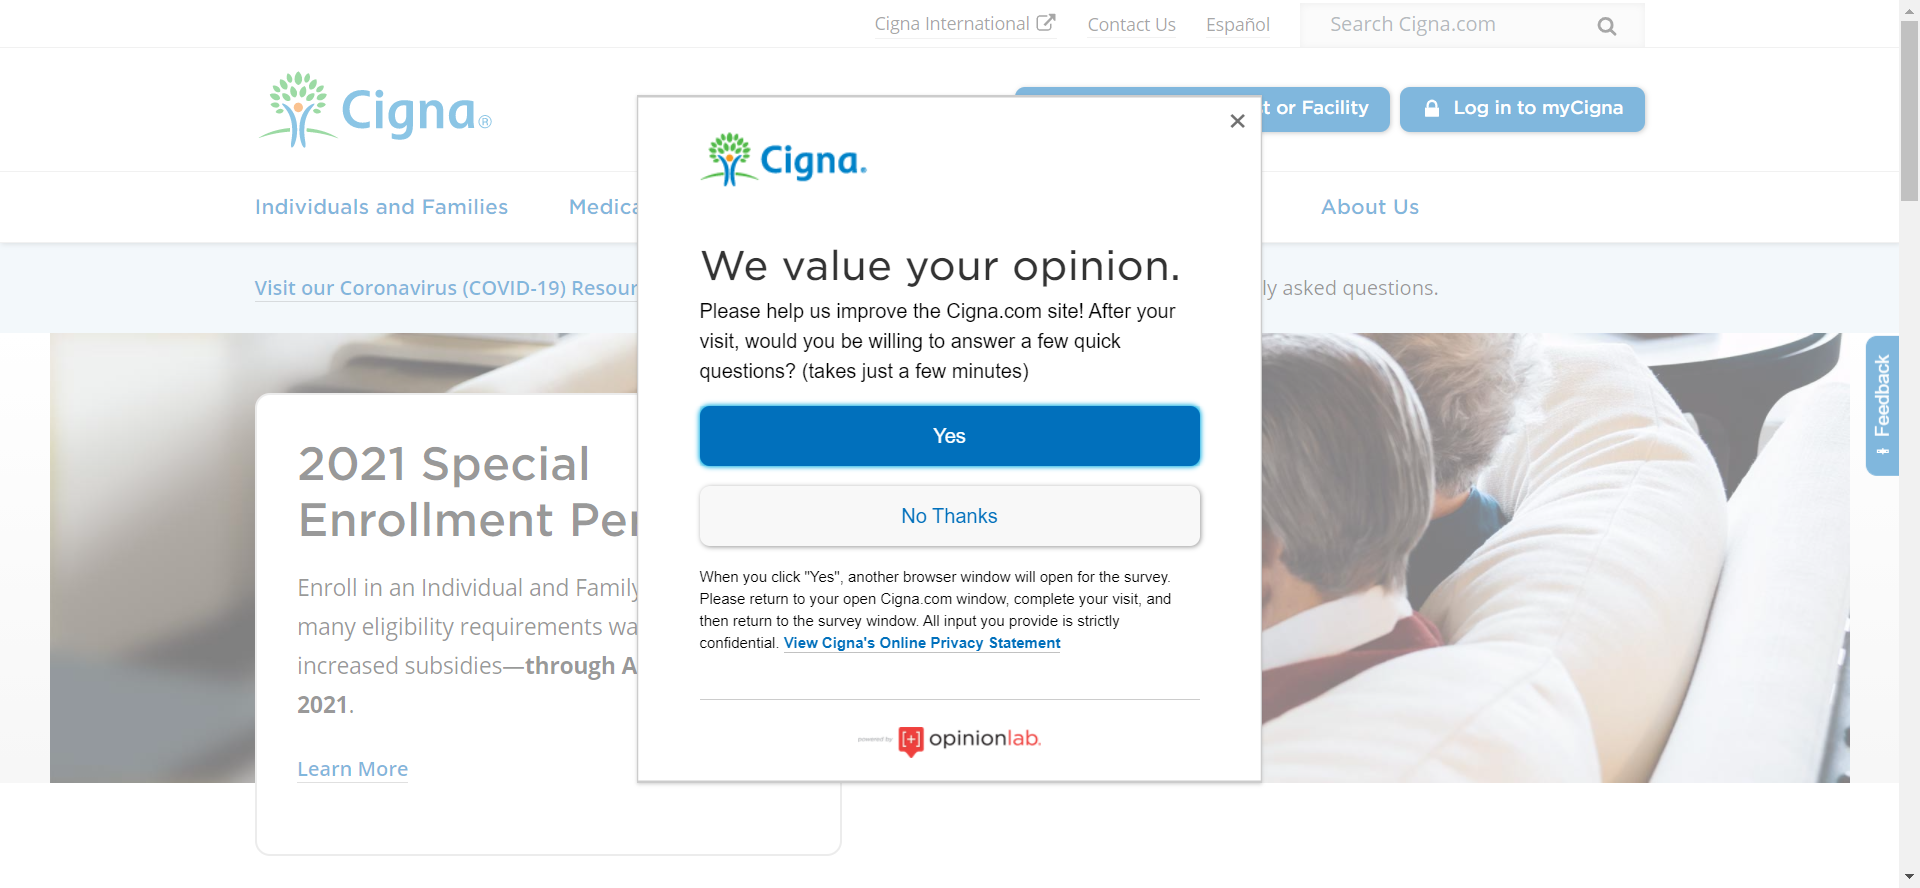 Cigna International
Contact Us
Español
Search Cigna.com
Cigna®
t or Facility
Log in to myCigna
Individuals and Families
Medica
About Us
Visit our Coronavirus (COVID-19) Resour
ly asked questions.
2021 Special
Enrollment Per
Enroll in an Individual and Family
many eligibility requirements wa
increased subsidies—through A
2021.
Learn More
Cigna.
We value your opinion.
Please help us improve the Cigna.com site! After your
visit, would you be willing to answer a few quick
questions? (takes just a few minutes)
Yes
No Thanks
When you click "Yes", another browser window will open for the survey.
Please return to your open Cigna.com window, complete your visit, and
then return to the survey window. All input you provide is strictly
confidential. View Cigna's Online Privacy Statement
powered by [+] opinionlab.
Feedback